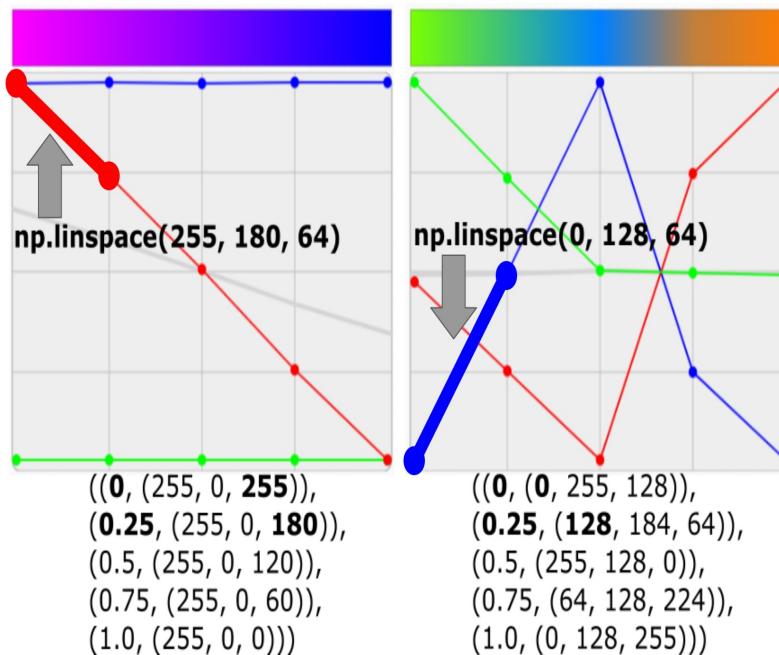 np.linspace(255, 180, 64)
((0, (255, 0, 255)),
(0.25, (255, 0, 180)),
(0.5, (255, 0, 120)),
(0.75, (255, 0, 60)),
(1.0, (255, 0, 0)))
np.linspace(0, 128, 64)
((0, (0, 255, 128)),
(0.25, (128, 184, 64)),
(0.5, (255, 128, 0)),
(0.75, (64, 128, 224)),
(1.0, (0, 128, 255)))